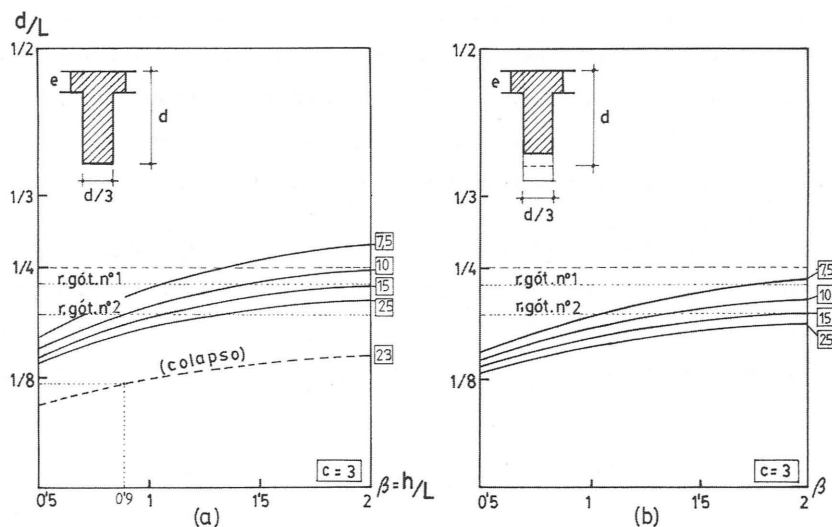 d/L
1/2
e
d
d/3
1/3
1/4
r.gót.nº1
r.gót.nº2
7,5
10
15
25
(colapso)
23
1/8
c = 3
0'5
0'9
1
1'5
2
β=h/L
(a)
1/2
e
d
d/3
1/3
1/4
r.gót.nº1
r.gót.nº2
7,5
10
15
25
1/8
c = 3
0'5
1
1'5
2
β
(b)